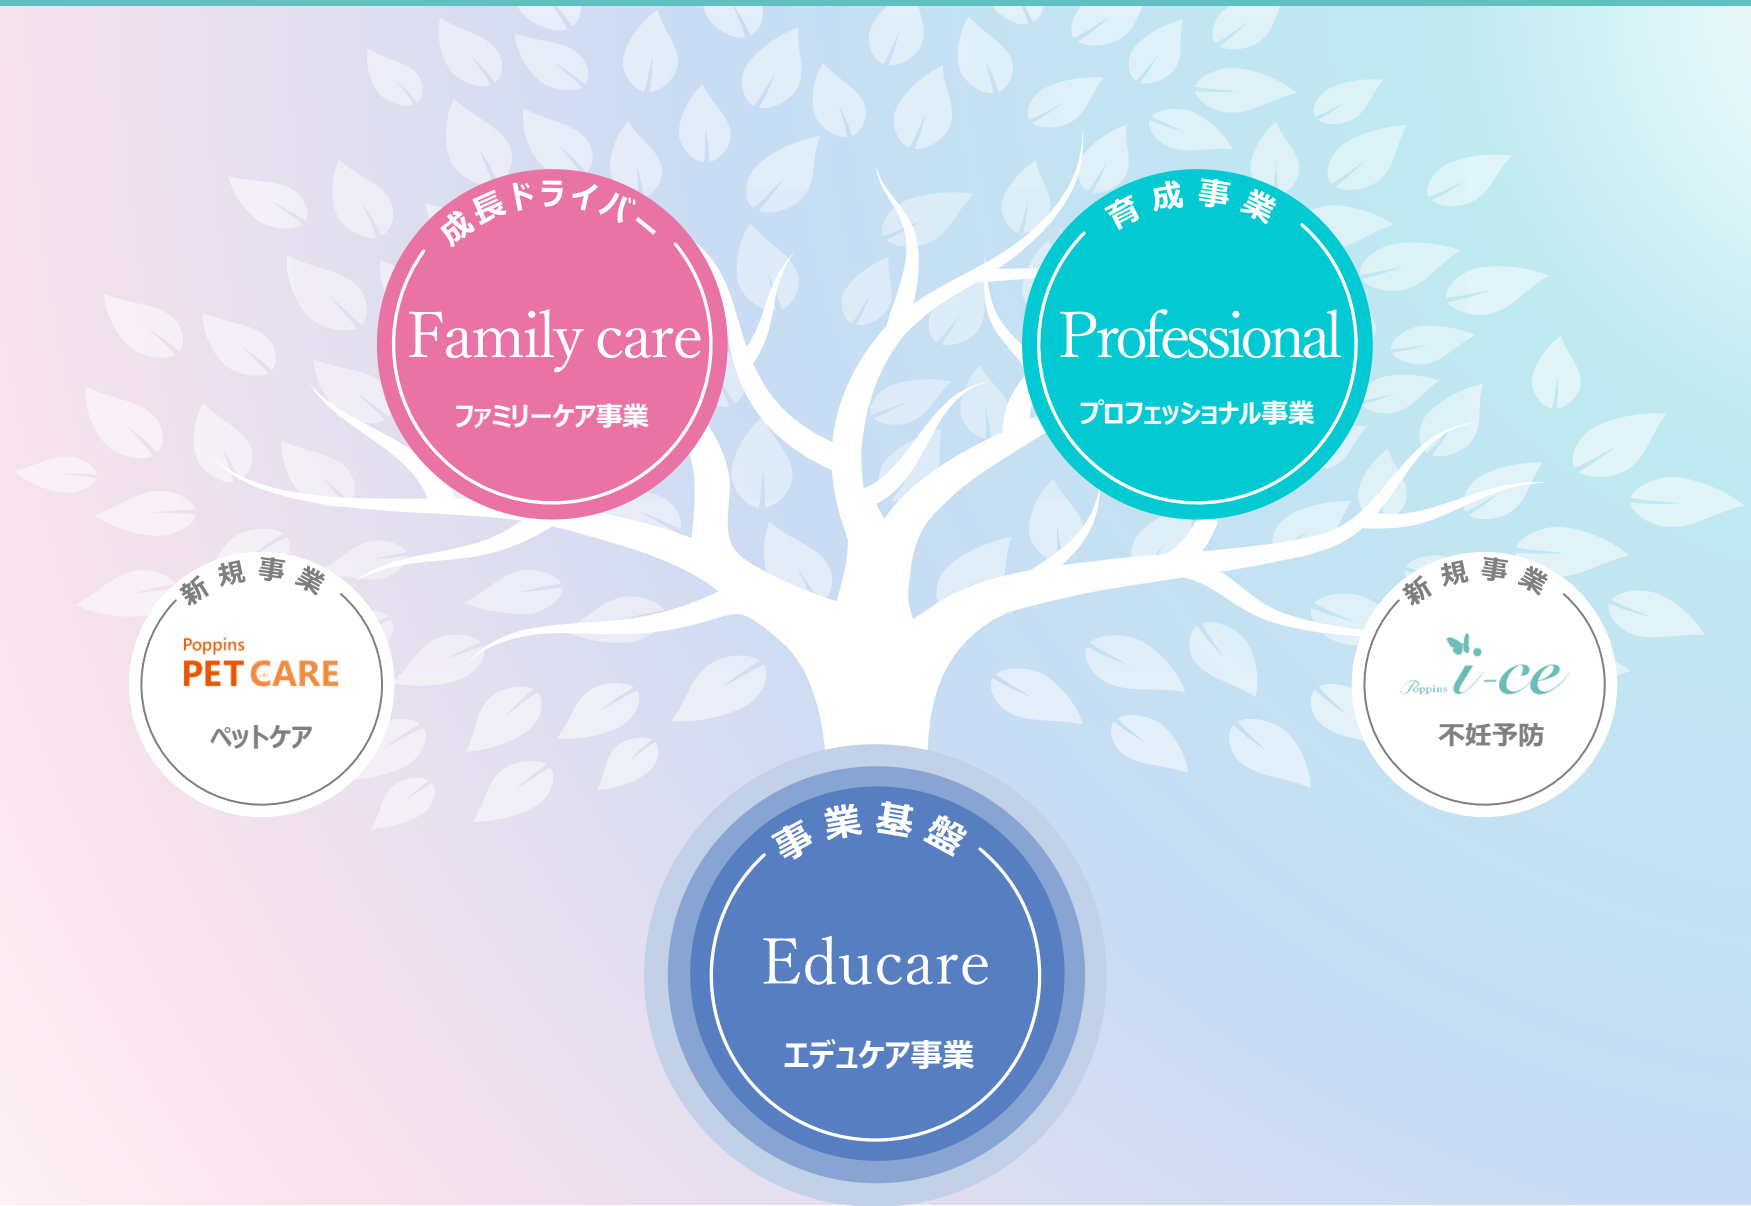 成長ドライバー
Family care
ファミリーケア事業
育成事業
Professional
プロフェッショナル事業
新規事業
Poppins
PET CARE
ペットケア
新規事業
Poppins i-ce
不妊予防
事業基盤
Educare
エデュケア事業